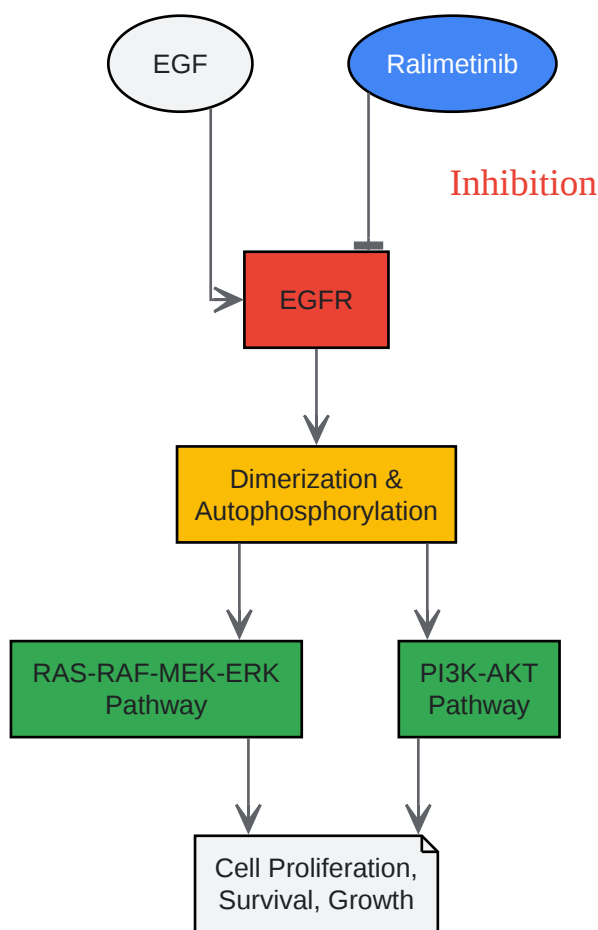 EGF
Ralimetinib
Inhibition
EGFR
Dimerization &
Autophosphorylation
RAS-RAF-MEK-ERK
Pathway
PI3K-AKT
Pathway
Cell Proliferation,
Survival, Growth